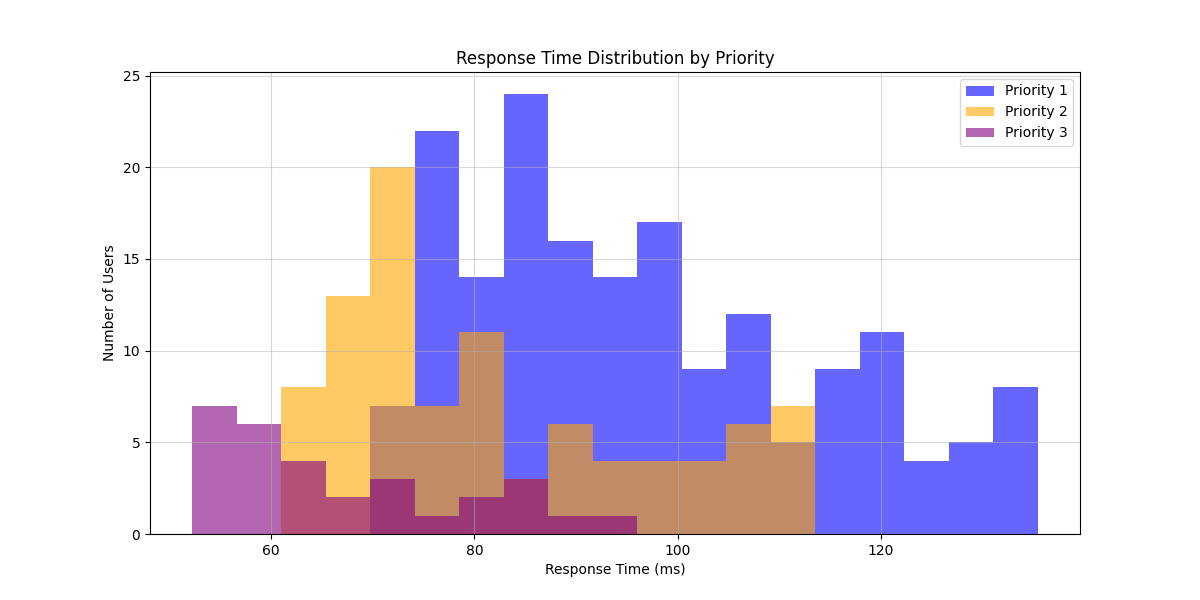 Response Time Distribution by Priority
25
20
15
10
5
0
Number of Users
Priority 1
Priority 2
Priority 3
60
80
100
120
Response Time (ms)